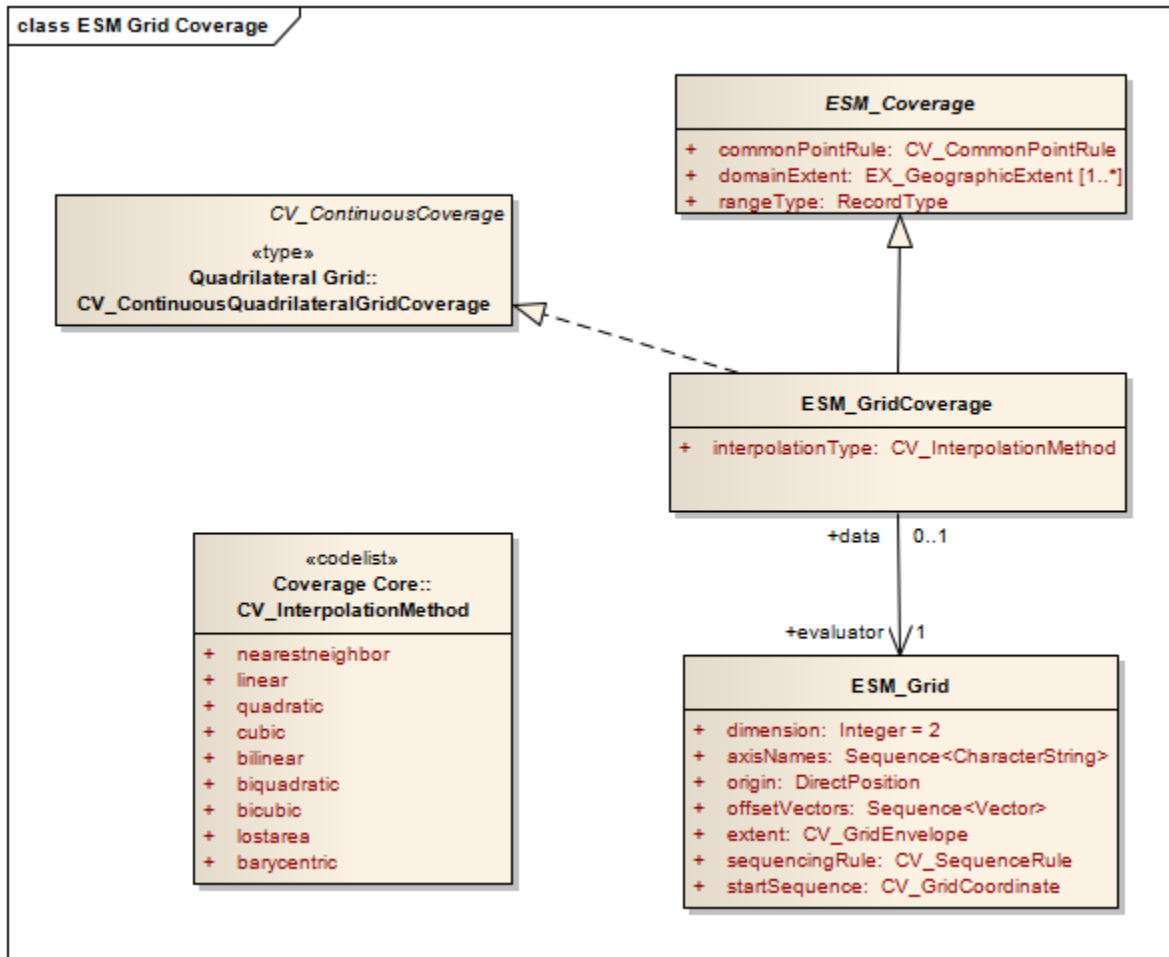 class ESM Grid Coverage
ESM_Coverage
+ commonPointRule: CV_CommonPointRule
+ domainExtent: EX_GeographicExtent [1..*]
+ rangeType: RecordType
CV_ContinuousCoverage
«type»
Quadrilateral Grid::
CV_ContinuousQuadrilateralGridCoverage
ESM_GridCoverage
+ interpolationType: CV_InterpolationMethod
+data 0..1
+evaluator 1
«codelist»
Coverage Core::
CV_InterpolationMethod
+ nearestneighbor
+ linear
+ quadratic
+ cubic
+ bilinear
+ biquadratic
+ bicubic
+ lostarea
+ barycentric
ESM_Grid
+ dimension: Integer = 2
+ axisNames: Sequence<CharacterString>
+ origin: DirectPosition
+ offsetVectors: Sequence<Vector>
+ extent: CV_GridEnvelope
+ sequencingRule: CV_SequenceRule
+ startSequence: CV_GridCoordinate